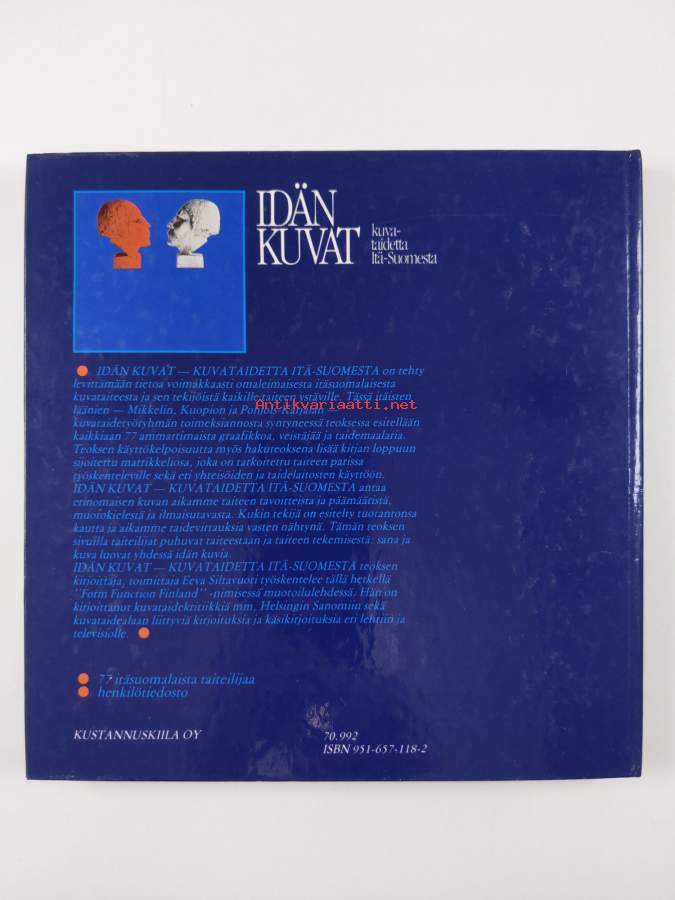 IDÄN
KUVAT
kuva-
taidetta
Itä-Suomesta
IDÄN KUVAT — KUVATAIDETTA ITÄ-SUOMESTA on tehty
levittämään tietoa voimakkaasti omaleimaisesta itäsuomalaisesta
kuvataiteesta ja sen tekijöistä kaikille taiteen ystäville. Tässä itäisten
läänien — Mikkelin, Kuopion ja Pohjois-Karjalan —
Antikvariaatti.net
kuvataidetyöryhmän toimeksiannosta syntyneessä teoksessa esitellään
kaikkiaan 77 ammattimaista graafikkoa, veistäjää ja taidemaalaria.
Teoksen käyttökelpoisuutta myös hakuteoksena lisää kirjan loppuun
sijoitettu matrikkeliosa, joka on tarkoitettu taiteen parissa
työskenteleville sekä eri yhteisöiden ja taidelaitosten käyttöön.
IDÄN KUVAT — KUVATAIDETTA ITÄ-SUOMESTA antaa
erinomaisen kuvan aikamme taiteen tavoitteista ja päämääristä,
muotokielestä ja ilmaisutavasta. Kukin tekijä on esitelty tuotantonsa
kautta ja aikamme taidevirtauksia vasten nähtynä. Tämän teoksen
sivuilla taiteilijat puhuvat taiteestaan ja taiteen tekemisestä: sana ja
kuva luovat yhdessä idän kuvia.
IDÄN KUVAT — KUVATAIDETTA ITÄ-SUOMESTA teoksen
kirjoittaja, toimittaja Eeva Siltavuori työskentelee tällä hetkellä
"Form Function Finland" -nimisessä muotoilulehdessä. Hän on
kirjoittanut kuvataidekritiikkiä mm. Helsingin Sanomiin sekä
kuvataidealaan liittyviä kirjoituksia ja käsikirjoituksia eri lehtiin ja
televisiolle.
77 itäsuomalaista taiteilijaa
henkilötiedosto
KUSTANNUSKIILA OY
70.992
ISBN 951-657-118-2